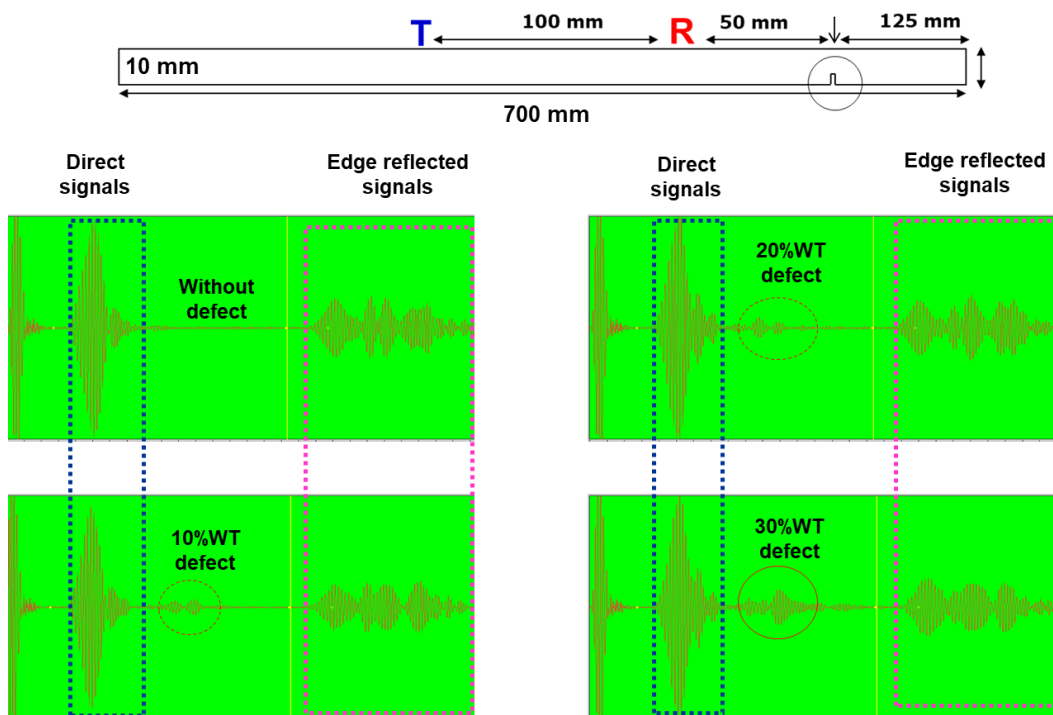 T
100 mm
R
50 mm
125 mm
10 mm
700 mm
Direct
signals
Edge reflected
signals
Direct
signals
Edge reflected
signals
Without
defect
20%WT
defect
10%WT
defect
30%WT
defect